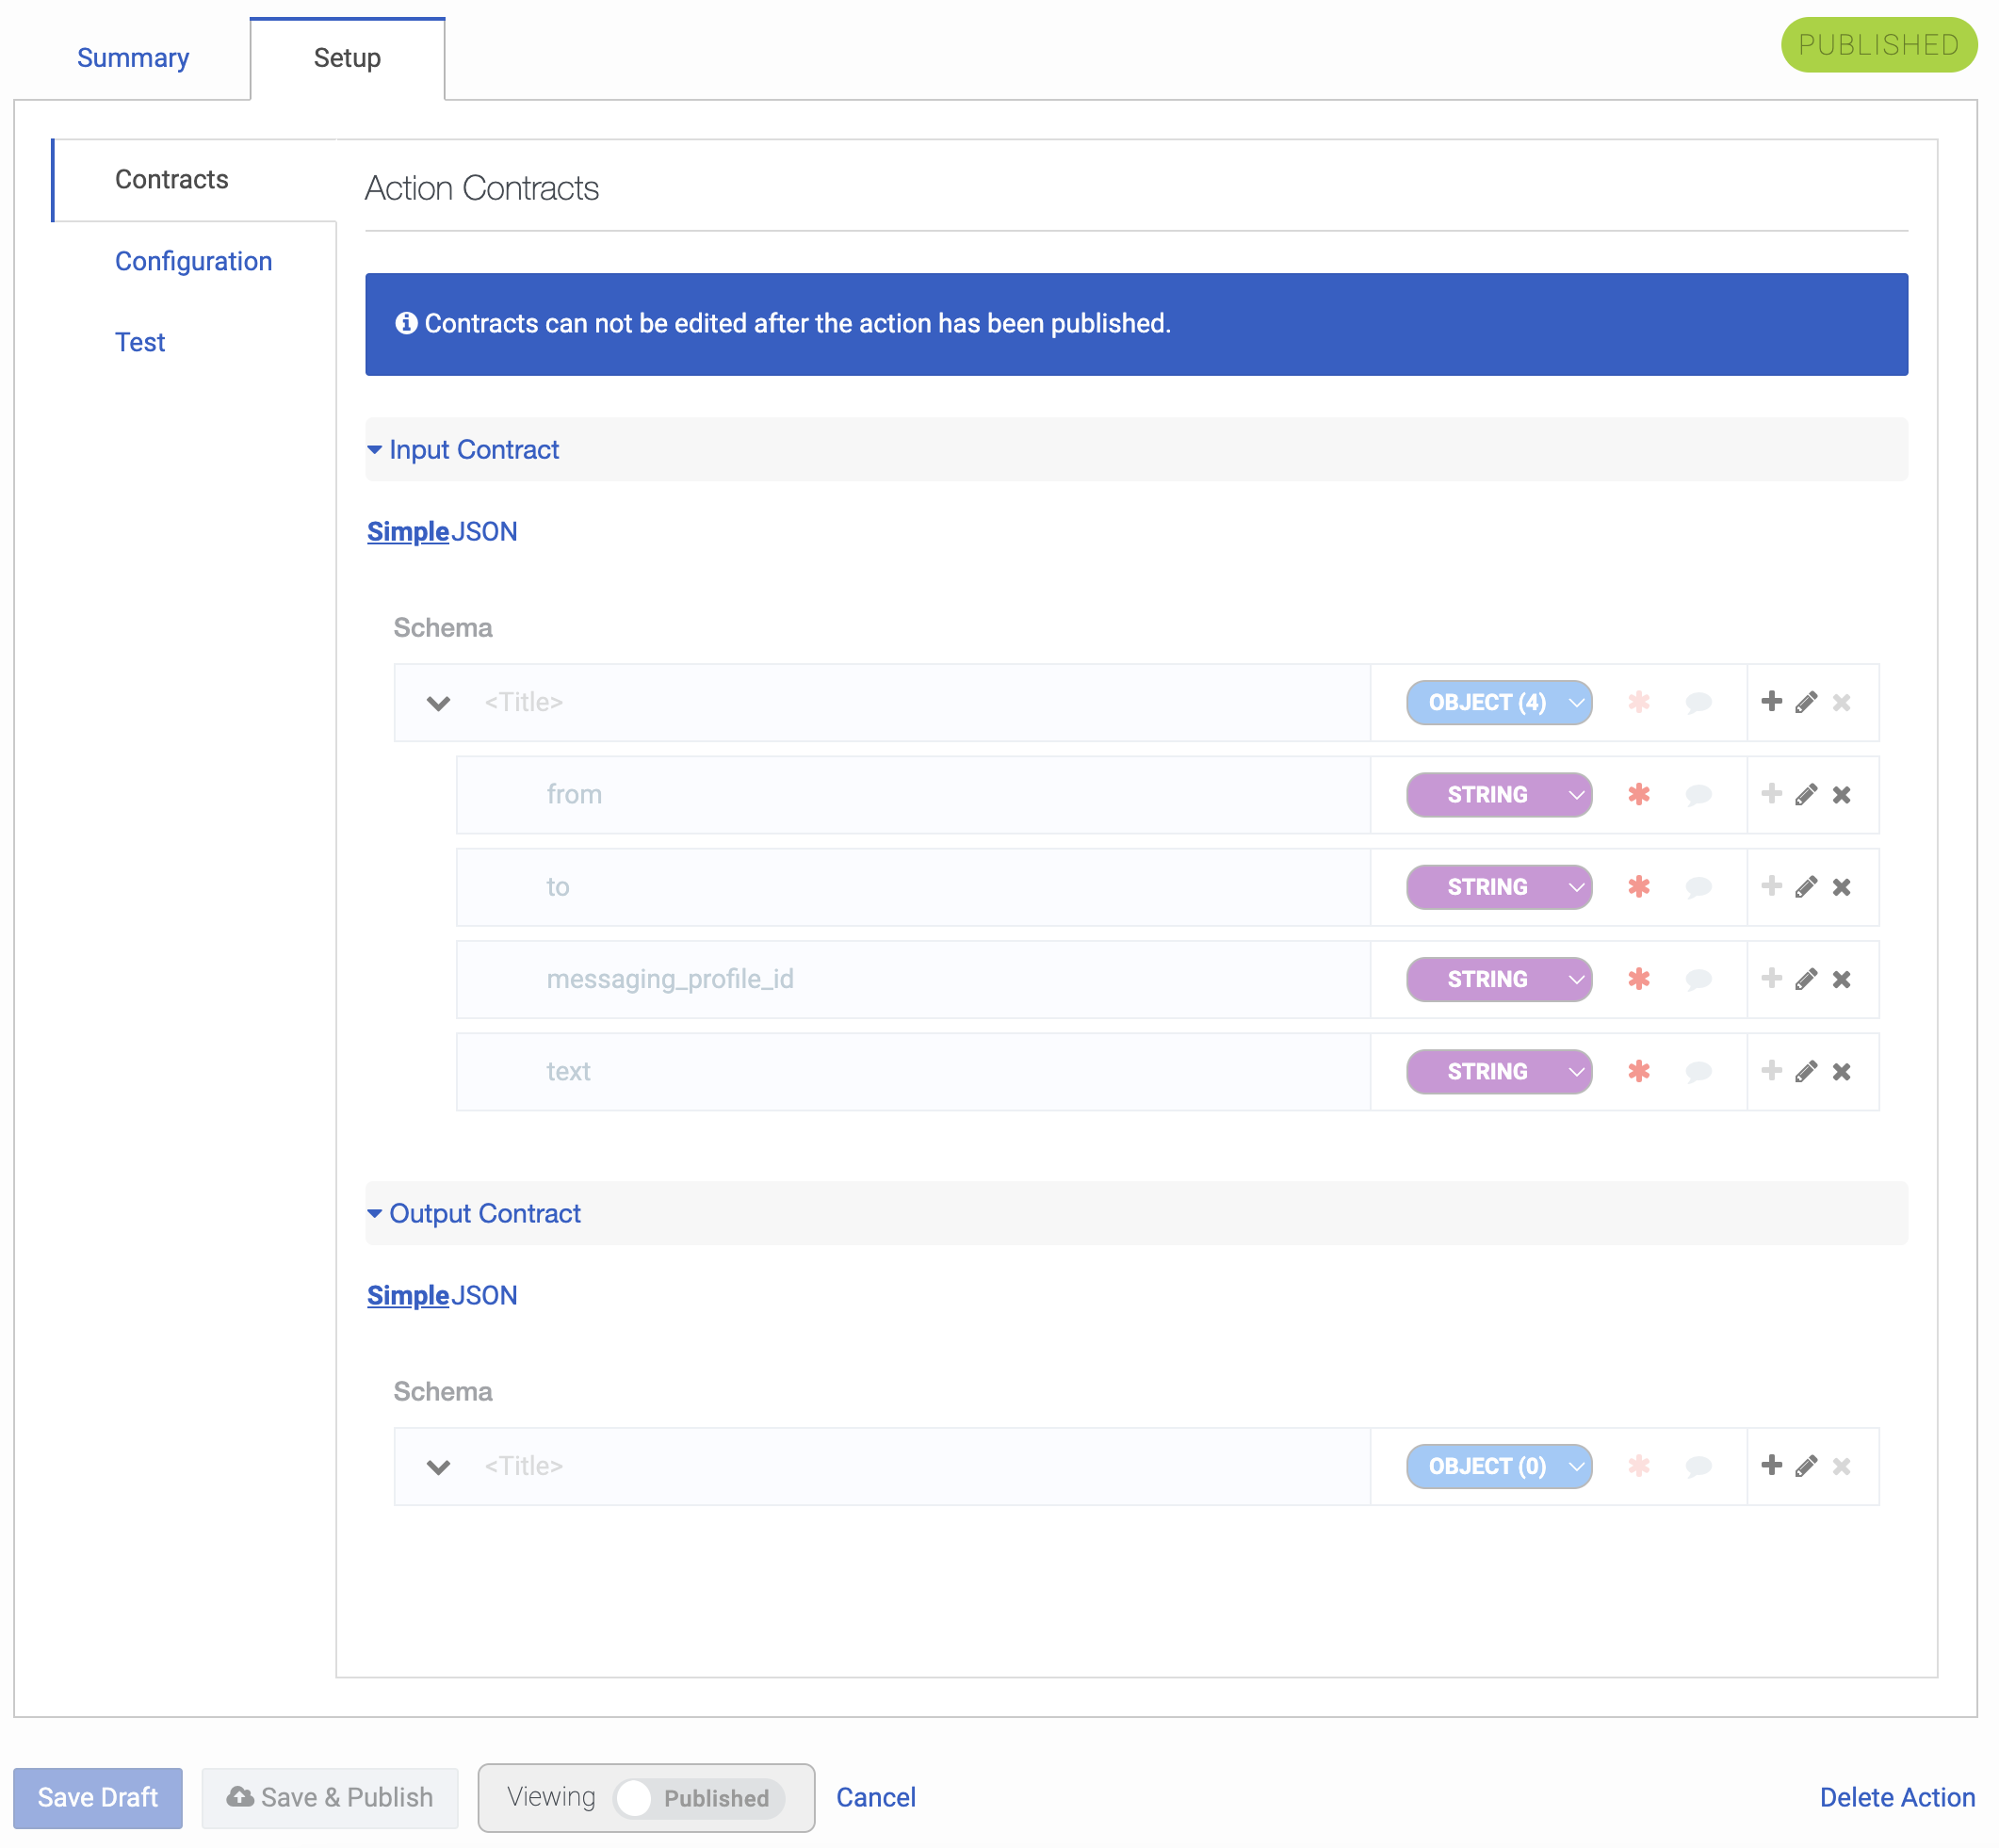 Summary
Setup
PUBLISHED
Contracts
Configuration
Test
Action Contracts
Contracts can not be edited after the action has been published.
Input Contract
Simple JSON
Schema
<Title> OBJECT (4)
from STRING
to STRING
messaging_profile_id STRING
text STRING
Output Contract
Simple JSON
Schema
<Title> OBJECT (0)
Save Draft Save & Publish Viewing Published Cancel Delete Action